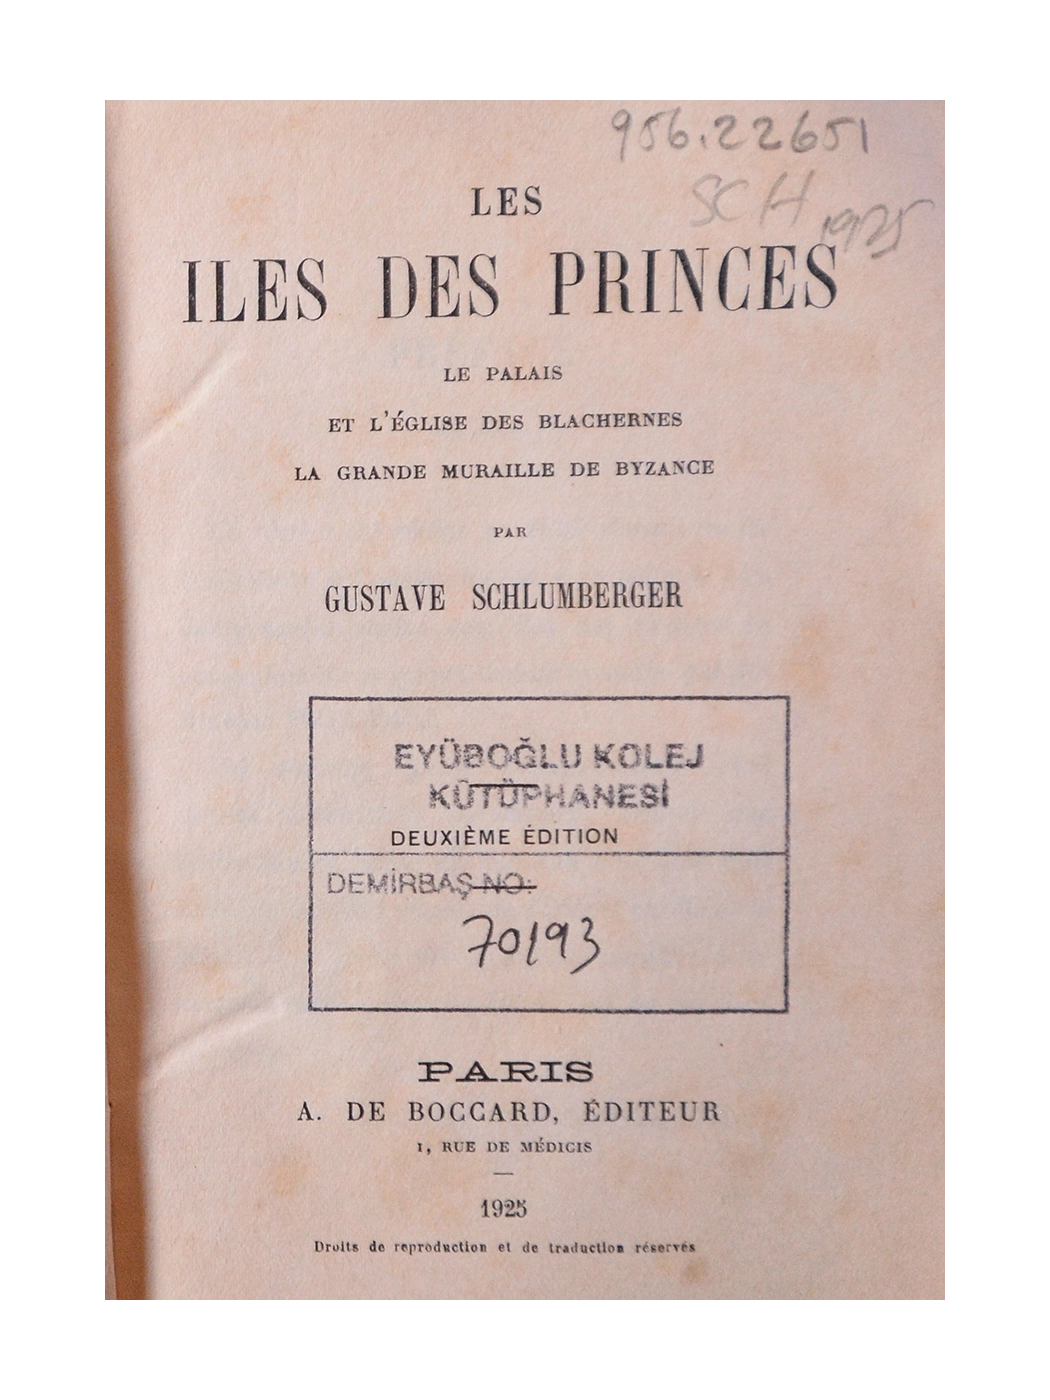 956.22651
SCH
1925
LES
ILES DES PRINCES
LE PALAIS
ET L'ÉGLISE DES BLACHERNES
LA GRANDE MURAILLE DE BYZANCE
PAR
GUSTAVE SCHLUMBERGER
EYÜBOĞLU KOLEJ
KÜTÜPHANESİ
DEUXIÈME ÉDITION
DEMİRBAŞ NO:
70193
PARIS
A. DE BOCCARD, ÉDITEUR
1, RUE DE MÉDICIS
1925
Droits de reproduction et de traduction réservés